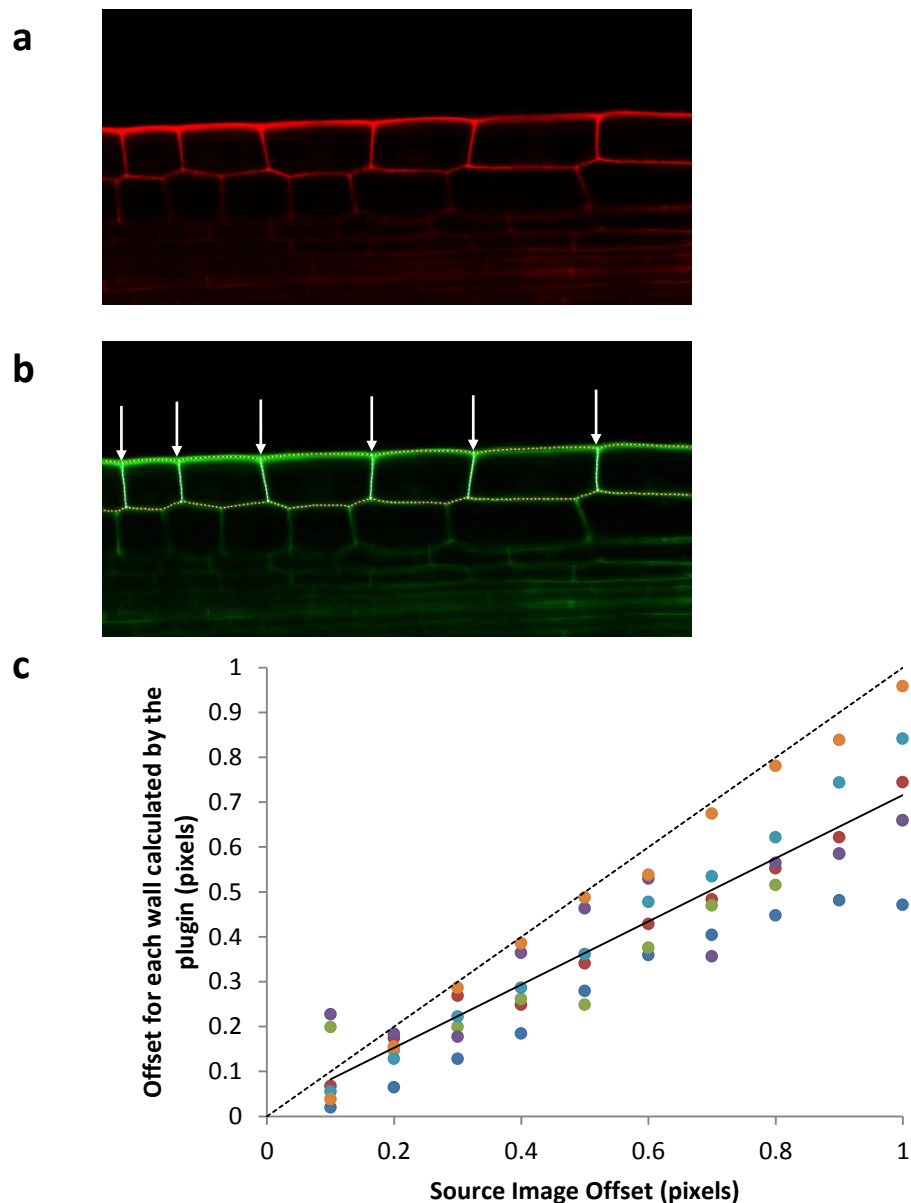 a
b
c
1
0.9
0.8
0.7
0.6
0.5
0.4
0.3
0.2
0.1
0
Offset for each wall calculated by the
plugin (pixels)
0 0.2 0.4 0.6 0.8 1
Source Image Offset (pixels)